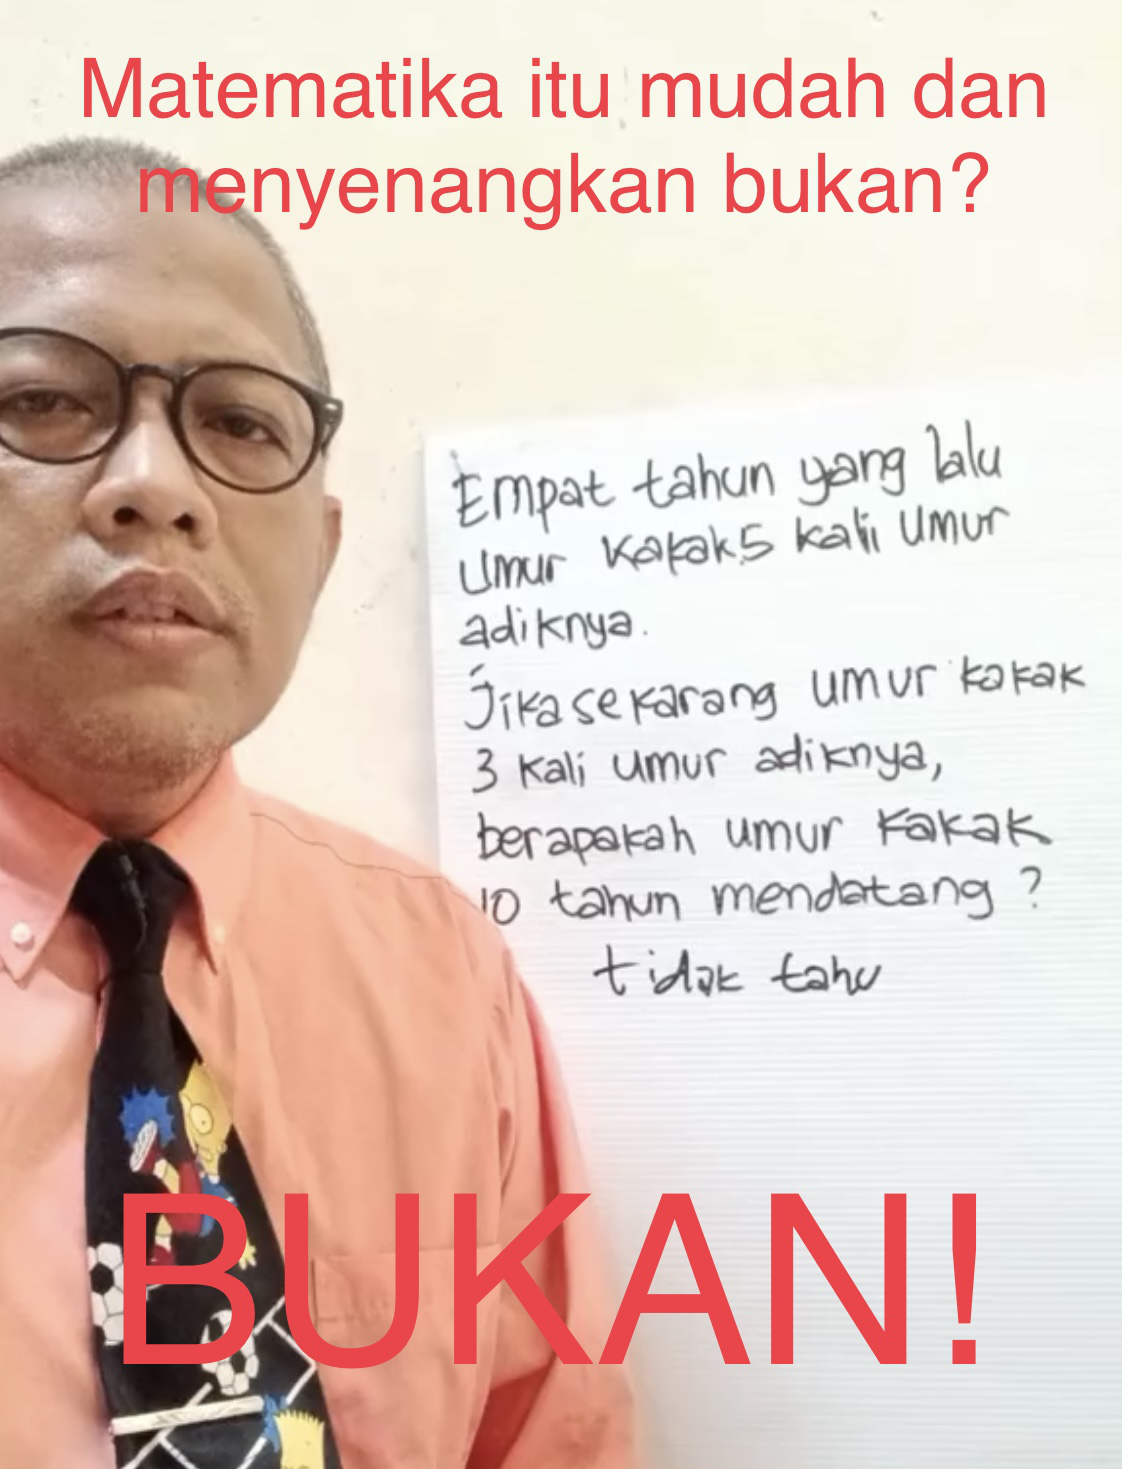 Matematika itu mudah dan
menyenangkan bukan?
Empat tahun yang lalu
Umur Kakak 5 kali Umur
adiknya.
Jika sekarang umur kakak
3 kali umur adiknya,
berapakah umur kakak
10 tahun mendatang ?
tidak tahu
BUKAN!